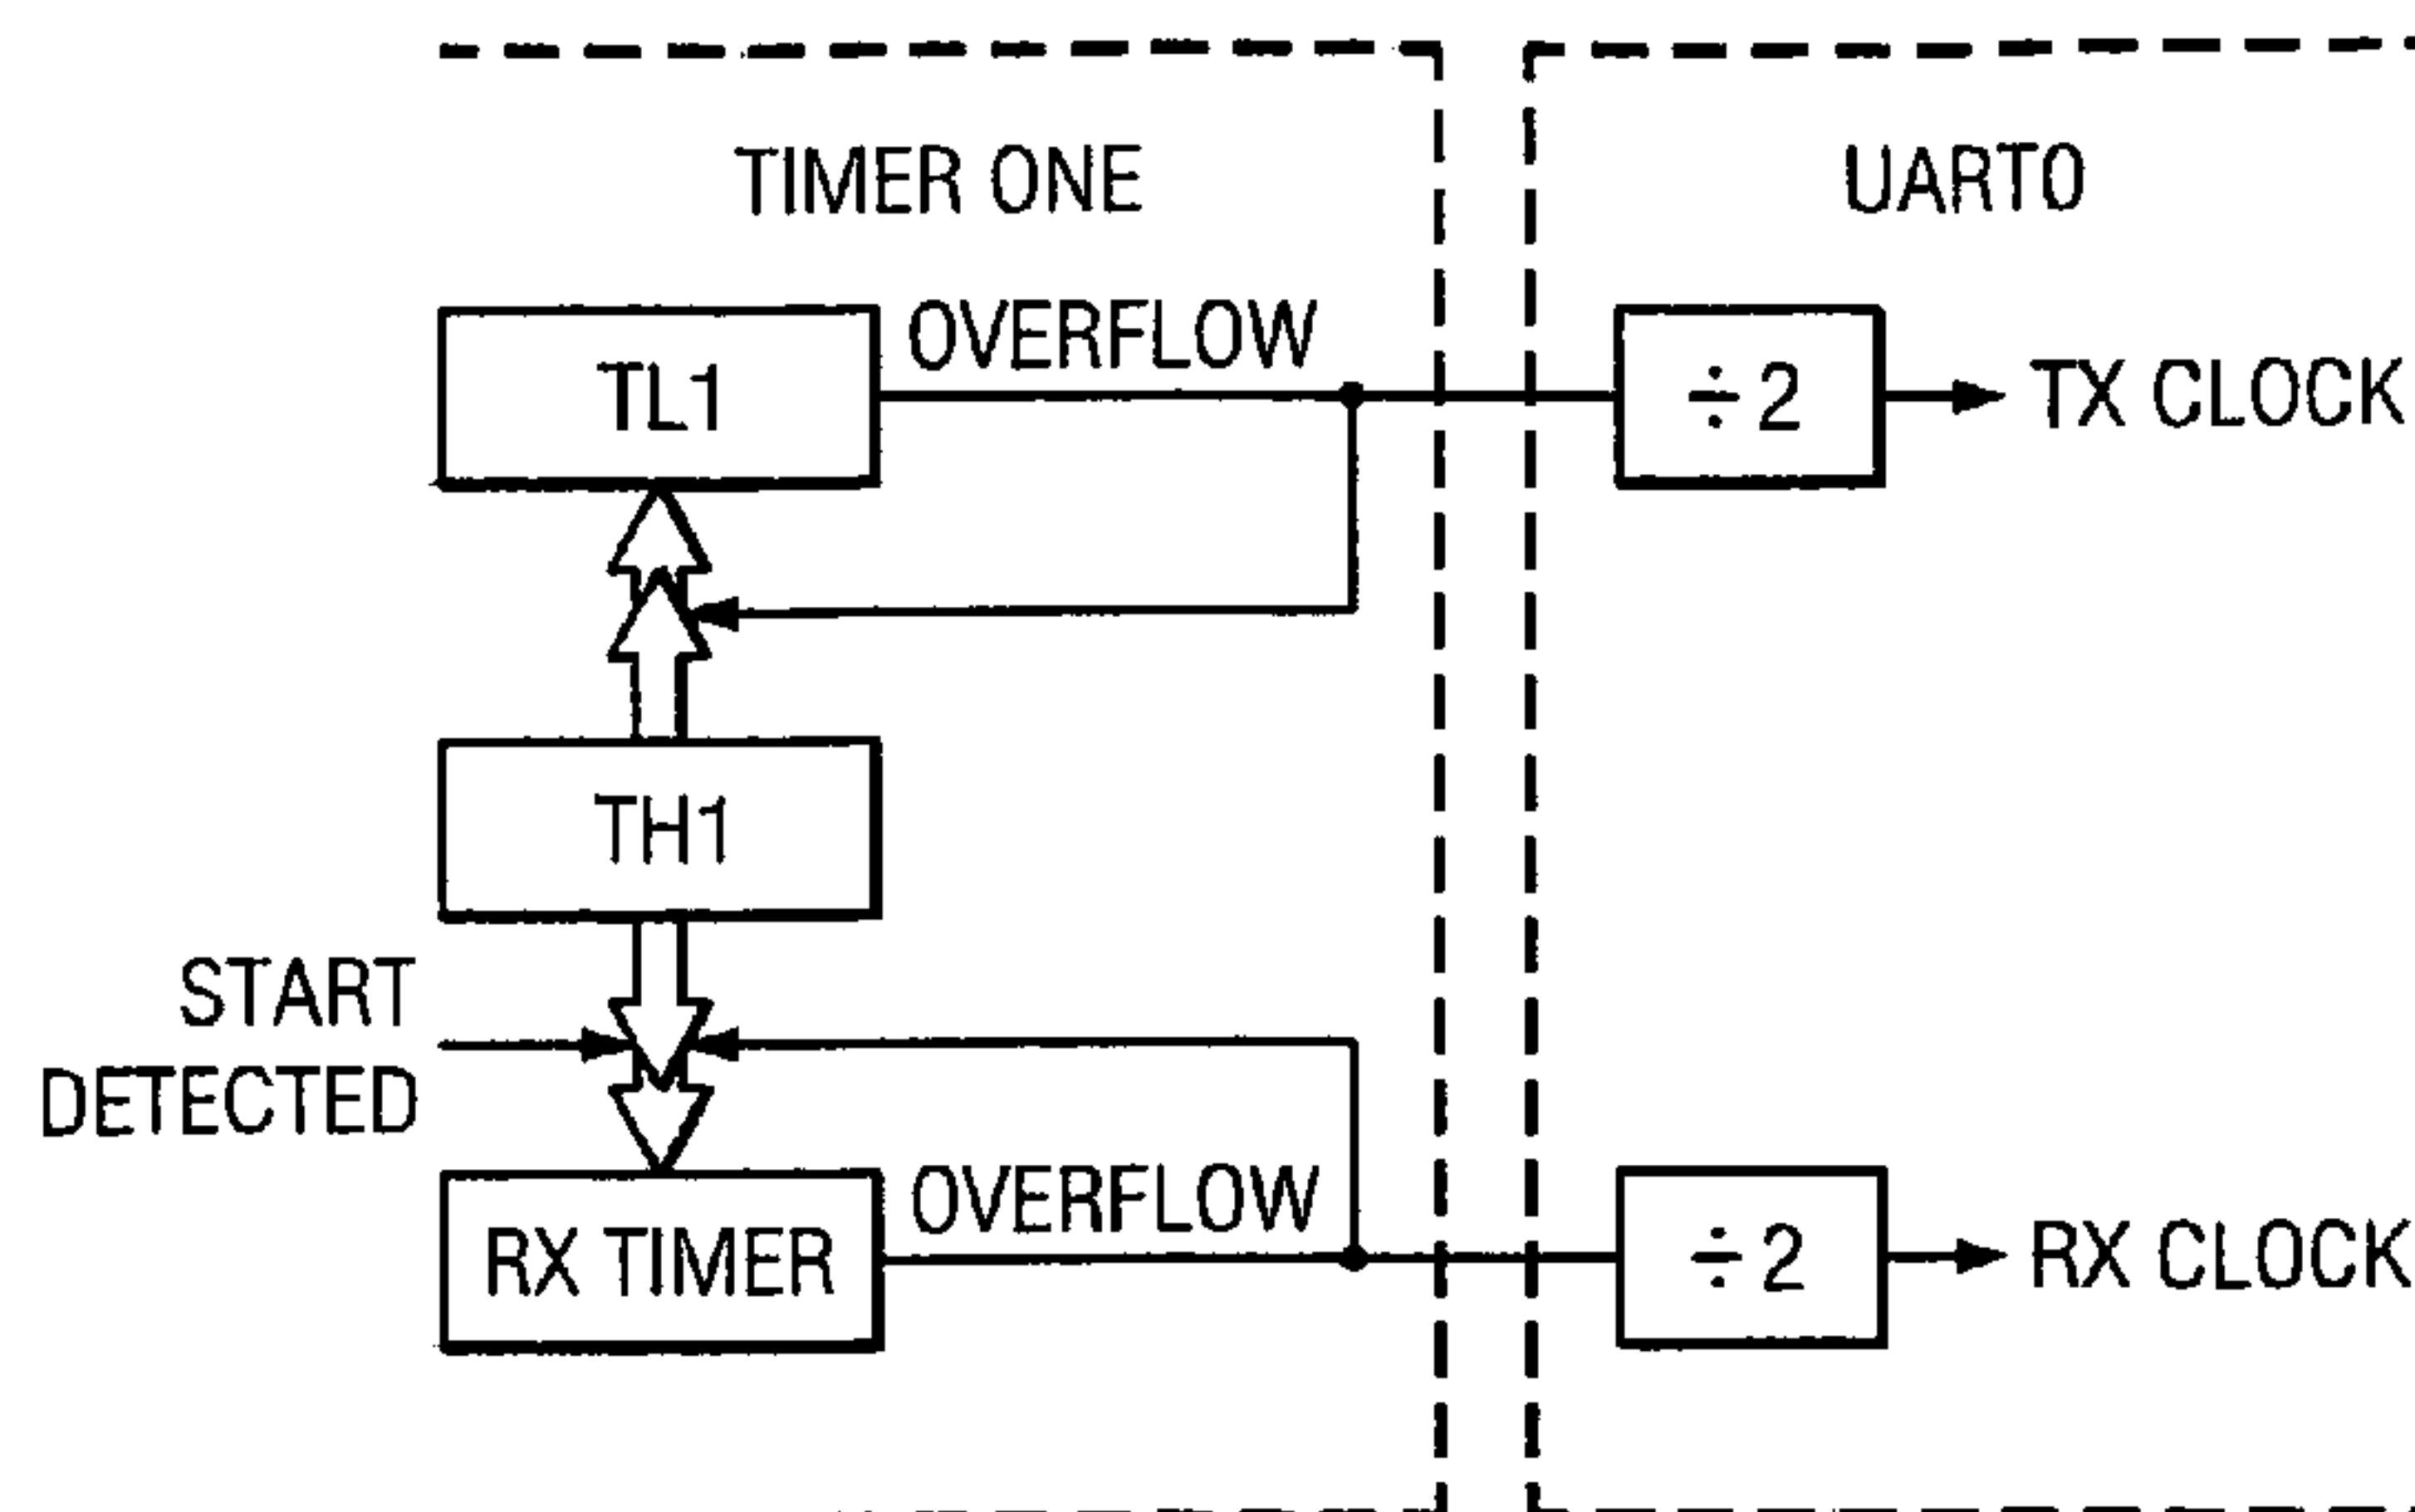 TIMER ONE
UART0
TL1
OVERFLOW
÷2
TX CLOCK
TH1
START
DETECTED
RX TIMER
OVERFLOW
÷2
RX CLOCK